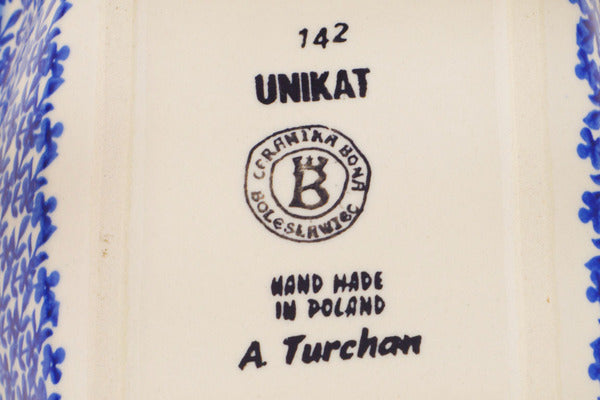 142
UNIKAT
CERAMIKA BONA
B
BOLESŁAWIEC
HAND MADE
IN POLAND
A. Turchan